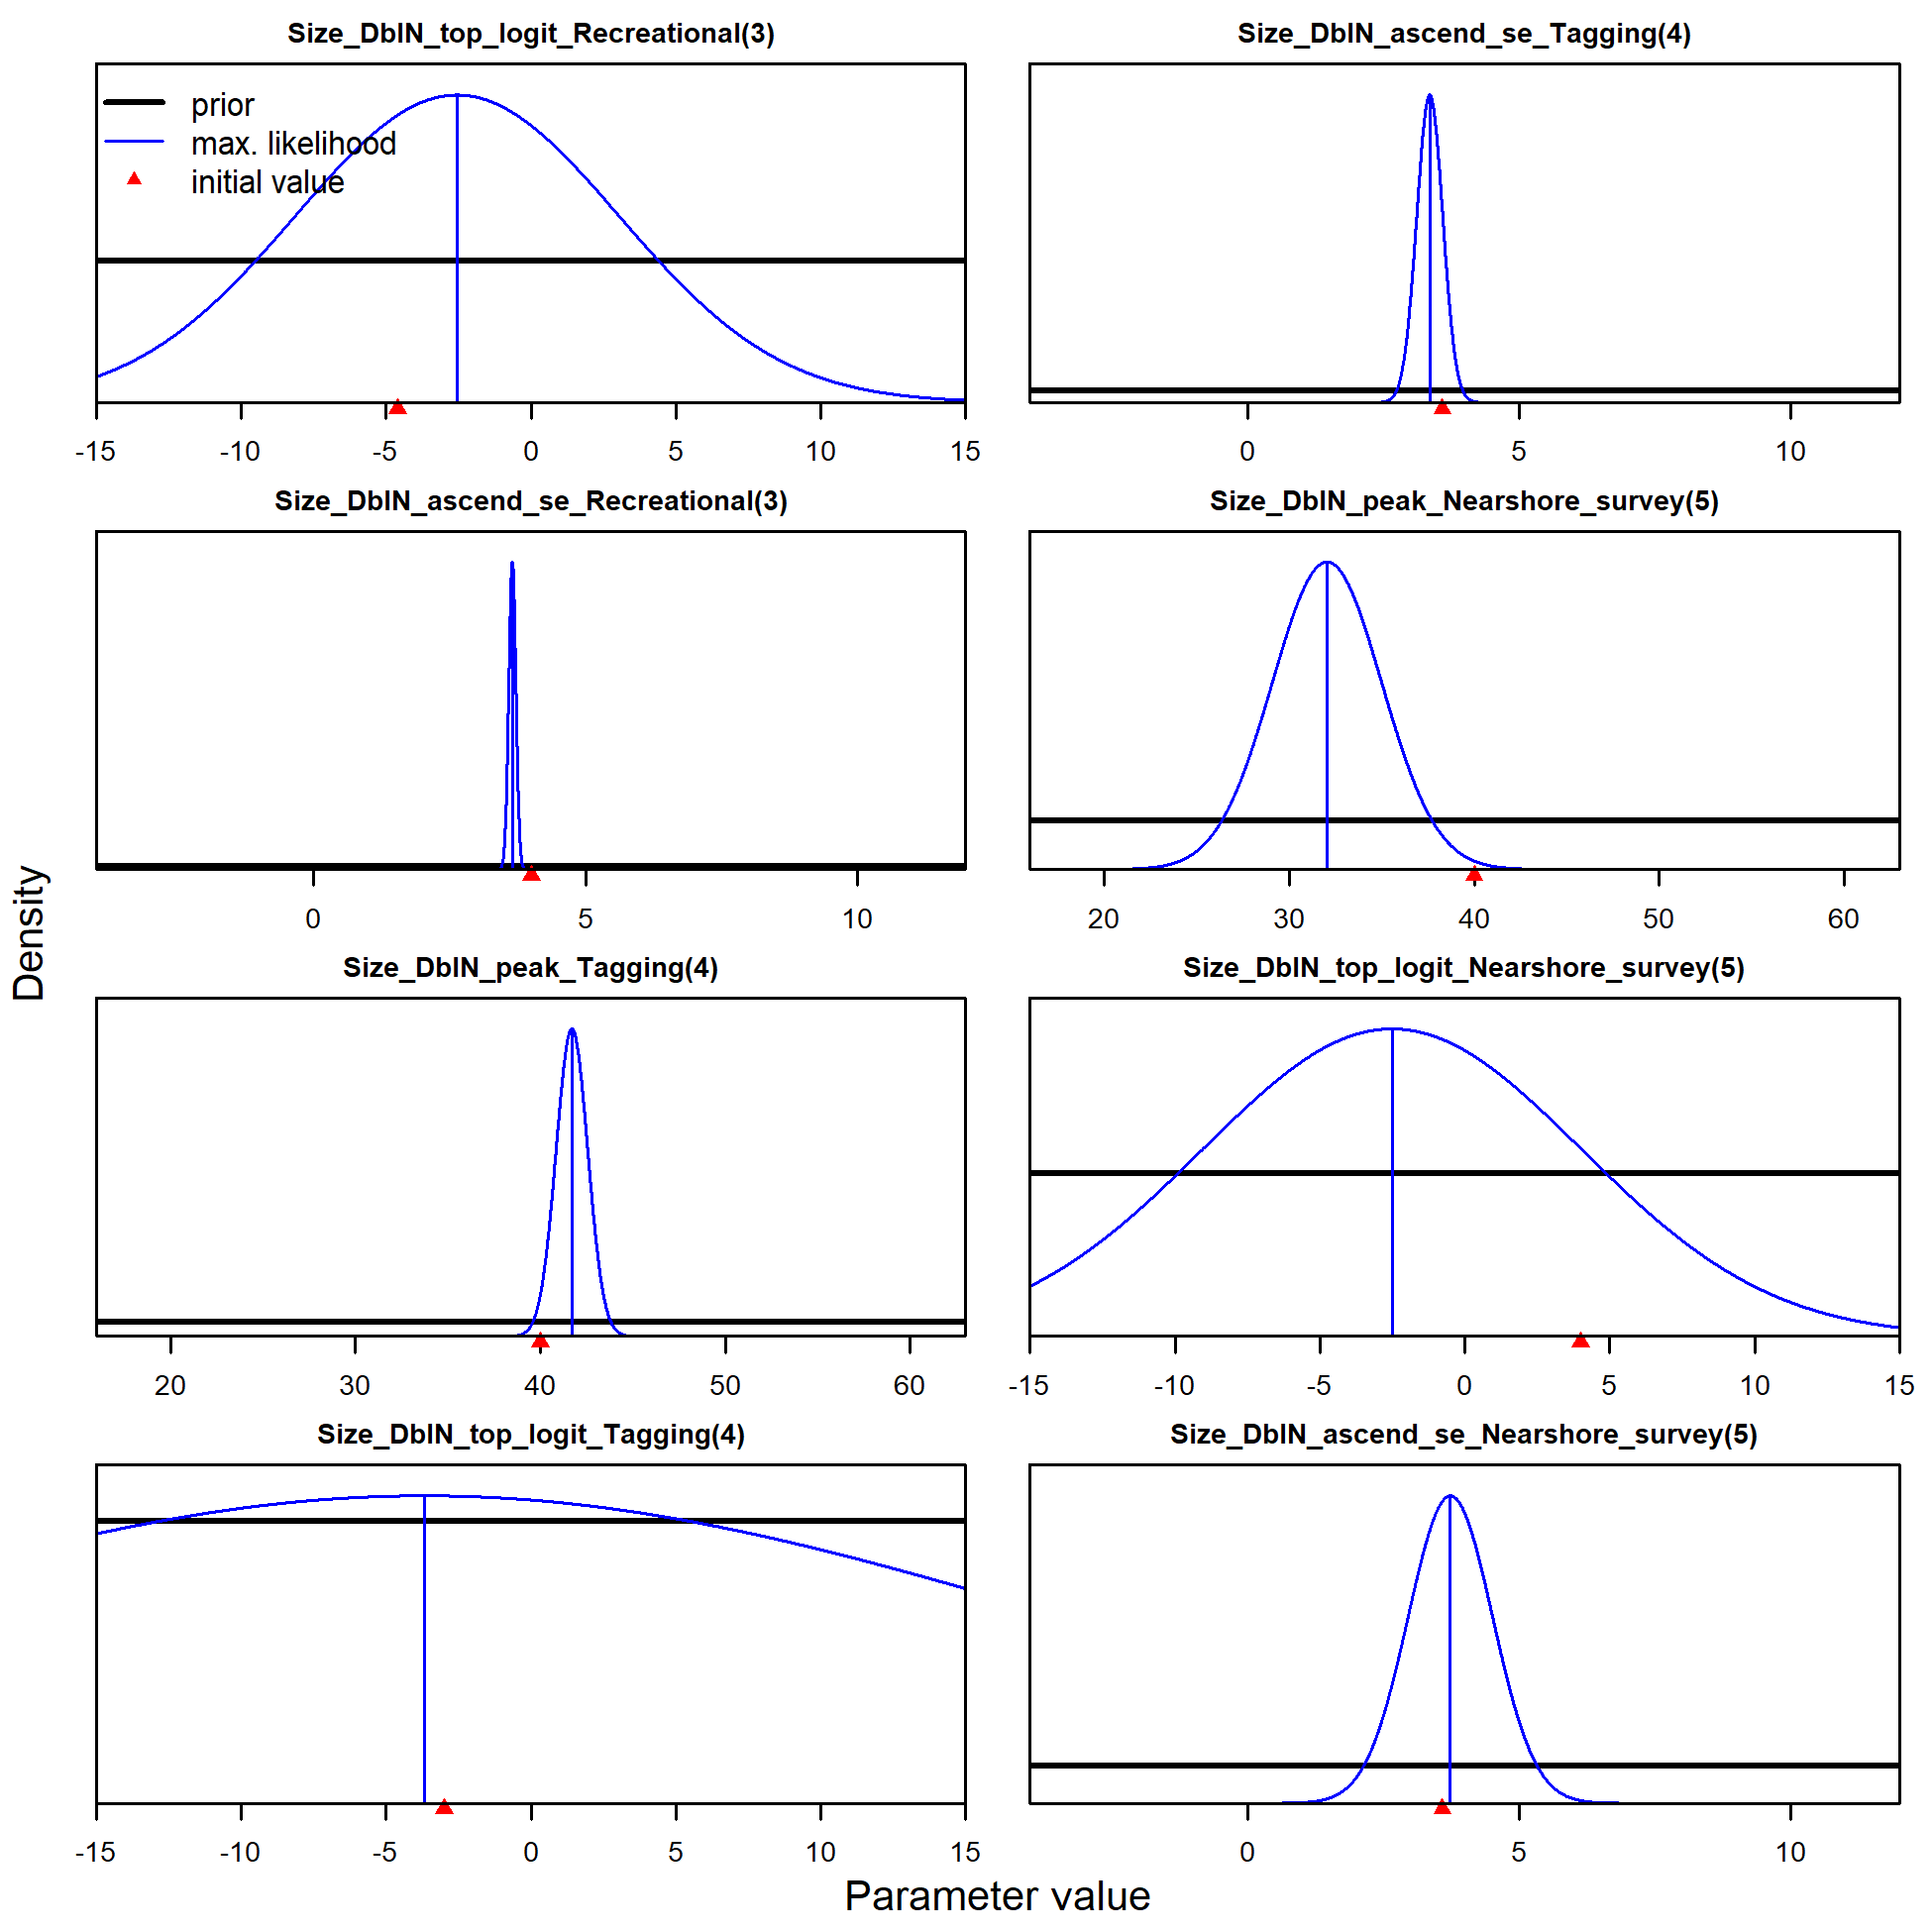 Size_DblN_top_logit_Recreational(3)
prior
max. likelihood
initial value
-15 -10 -5 0 5 10 15
Size_DblN_ascend_se_Tagging(4)
0 5 10
Size_DblN_ascend_se_Recreational(3)
0 5 10
Size_DblN_peak_Nearshore_survey(5)
20 30 40 50 60
Size_DblN_peak_Tagging(4)
20 30 40 50 60
Size_DblN_top_logit_Nearshore_survey(5)
-15 -10 -5 0 5 10 15
Size_DblN_top_logit_Tagging(4)
-15 -10 -5 0 5 10 15
Size_DblN_ascend_se_Nearshore_survey(5)
0 5 10
Density
Parameter value